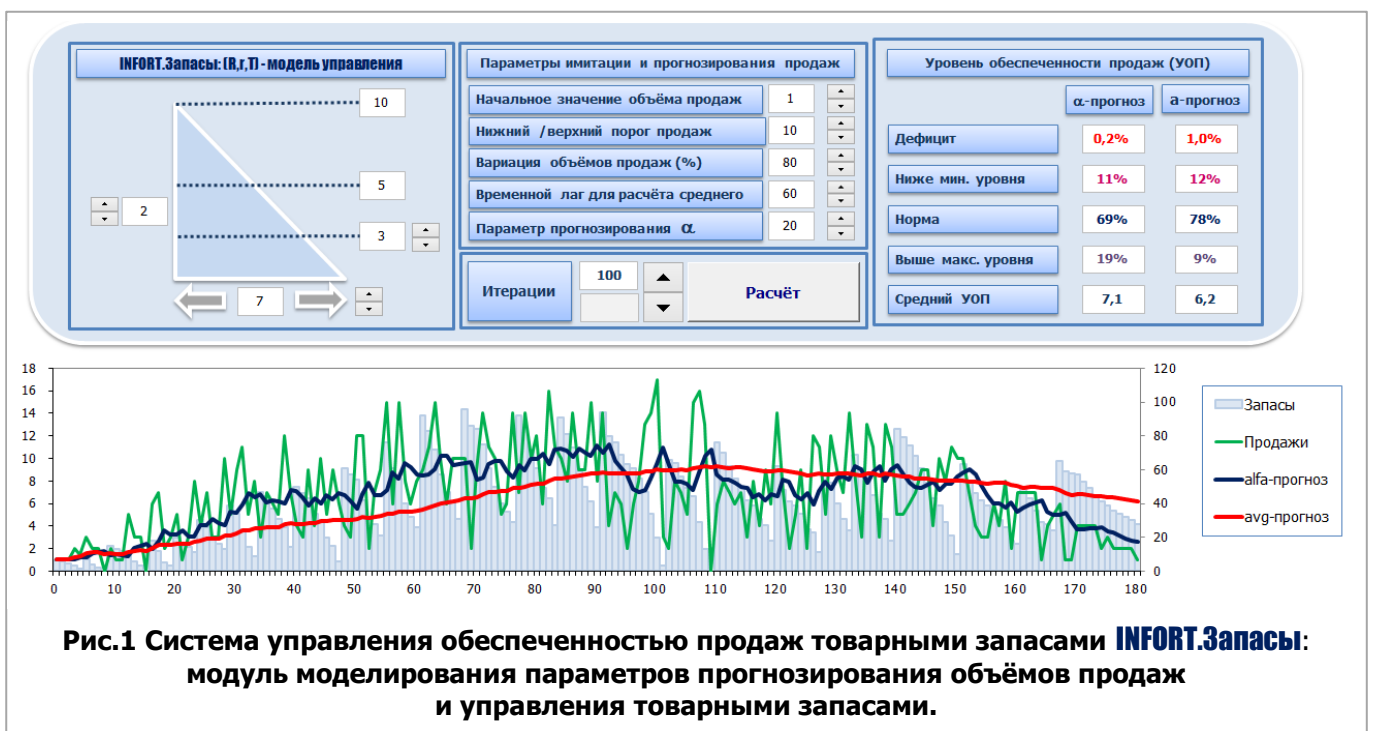 INFORT.Запасы: (R,r,T) - модель управления
10
5
2
3
7
Параметры имитации и прогнозирования продаж
Начальное значение объёма продаж 1
Нижний /верхний порог продаж 10
Вариация объёмов продаж (%) 80
Временной лаг для расчёта среднего 60
Параметр прогнозирования α 20
Итерации 100 Расчёт
Уровень обеспеченности продаж (УОП)
α-прогноз а-прогноз
Дефицит 0,2% 1,0%
Ниже мин. уровня 11% 12%
Норма 69% 78%
Выше макс. уровня 19% 9%
Средний УОП 7,1 6,2
18
16
14
12
10
8
6
4
2
0
120
100
80
60
40
20
0
0 10 20 30 40 50 60 70 80 90 100 110 120 130 140 150 160 170 180
Запасы
Продажи
alfa-прогноз
avg-прогноз
Рис.1 Система управления обеспеченностью продаж товарными запасами INFORT.Запасы:
модуль моделирования параметров прогнозирования объёмов продаж
и управления товарными запасами.